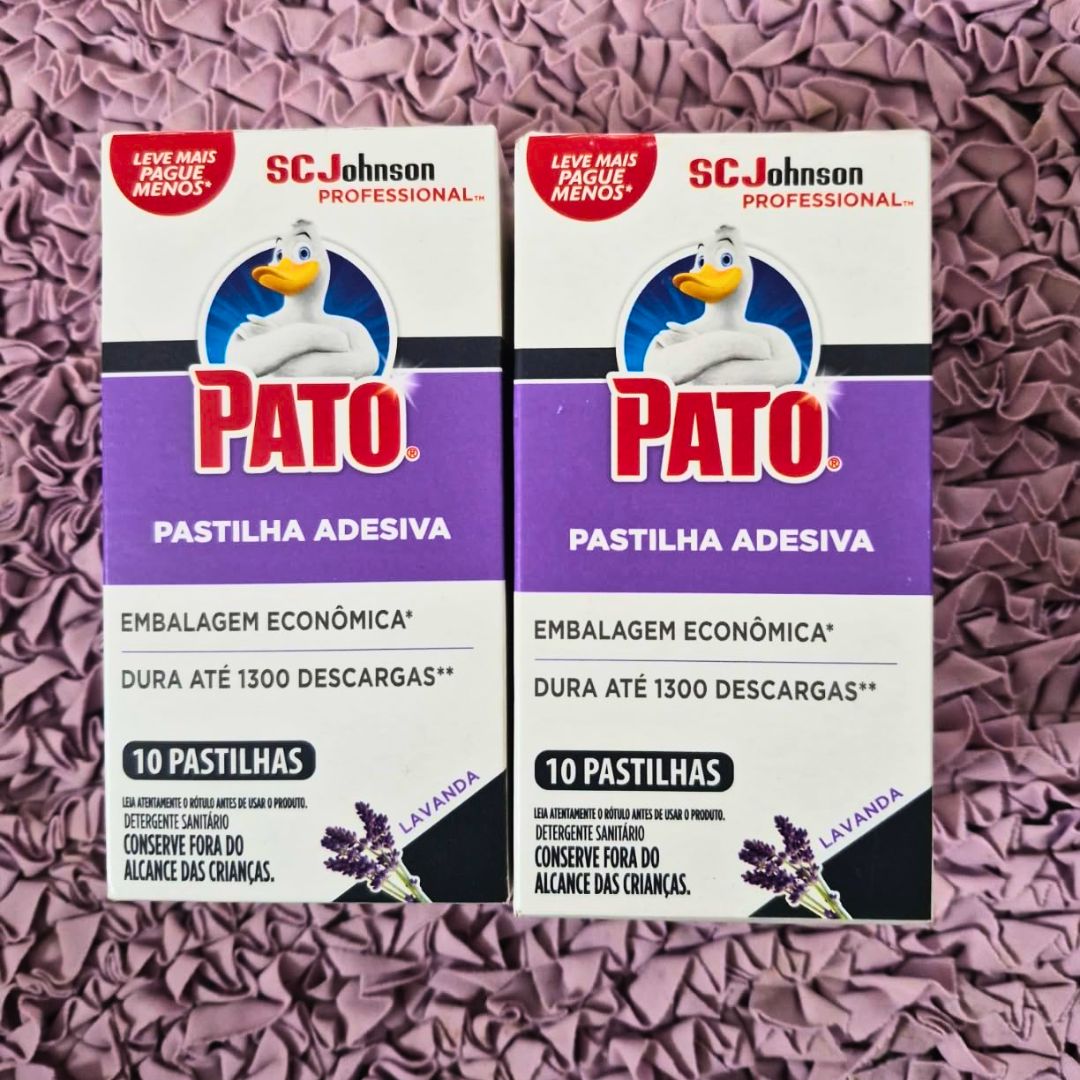 LEVE MAIS
PAGUE
MENOS*
SCJohnson
PROFESSIONAL™
PATO®
PASTILHA ADESIVA
EMBALAGEM ECONÔMICA*
DURA ATÉ 1300 DESCARGAS**
10 PASTILHAS
LEIA ATENTAMENTE O RÓTULO ANTES DE USAR O PRODUTO.
DETERGENTE SANITÁRIO
CONSERVE FORA DO
ALCANCE DAS CRIANÇAS.
LAVANDA
LEVE MAIS
PAGUE
MENOS*
SCJohnson
PROFESSIONAL™
PATO®
PASTILHA ADESIVA
EMBALAGEM ECONÔMICA*
DURA ATÉ 1300 DESCARGAS**
10 PASTILHAS
LEIA ATENTAMENTE O RÓTULO ANTES DE USAR O PRODUTO.
DETERGENTE SANITÁRIO
CONSERVE FORA DO
ALCANCE DAS CRIANÇAS.
LAVANDA